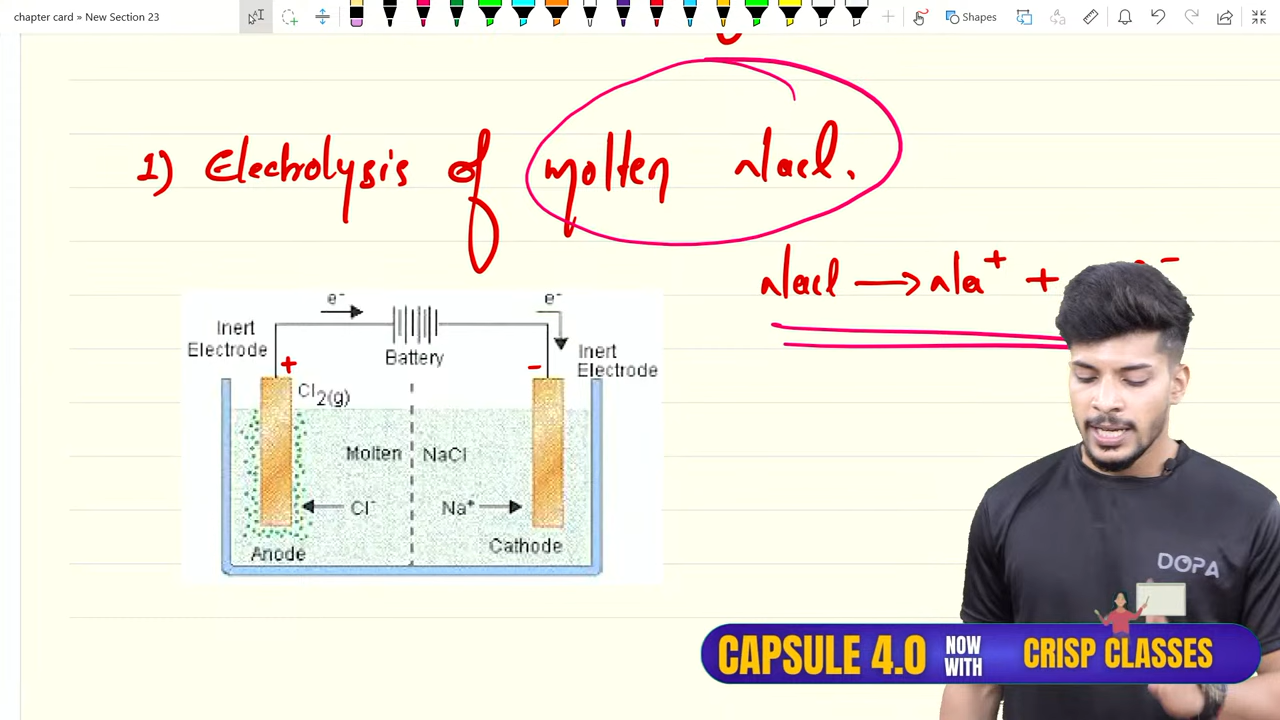 chapter card » New Section 23
Shapes
1) Electrolysis of molten NaCl.
NaCl → Na⁺ +
e⁻
e⁻
Inert
Electrode
+
Battery
−
Inert
Electrode
Cl₂(g)
Molten NaCl
Cl⁻
Na⁺
Anode
Cathode
DOPA
CAPSULE 4.0 NOW WITH CRISP CLASSES